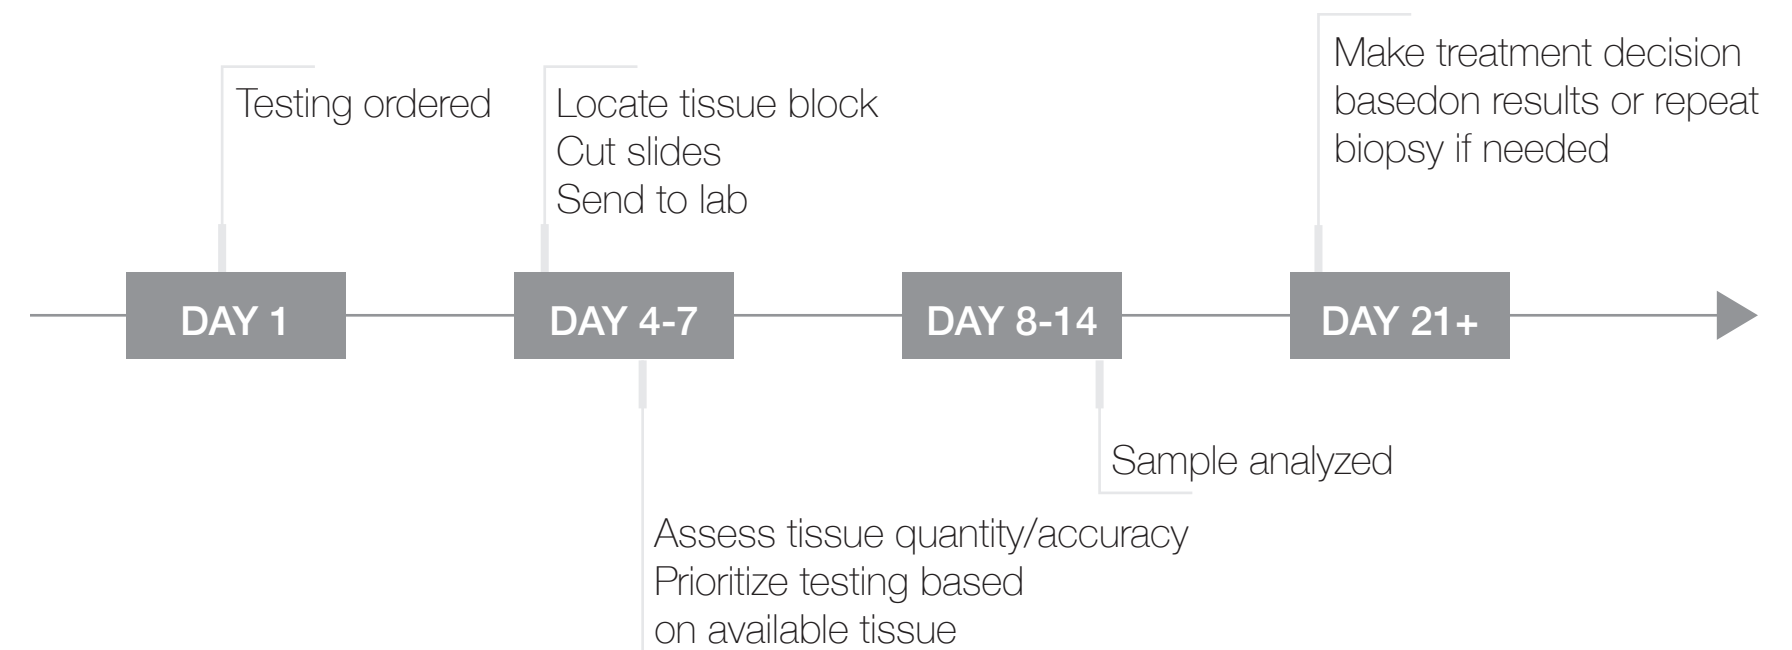 Testing ordered
Locate tissue block
Cut slides
Send to lab
Make treatment decision
basedon results or repeat
biopsy if needed
DAY 1
DAY 4-7
DAY 8-14
DAY 21+
Sample analyzed
Assess tissue quantity/accuracy
Prioritize testing based
on available tissue